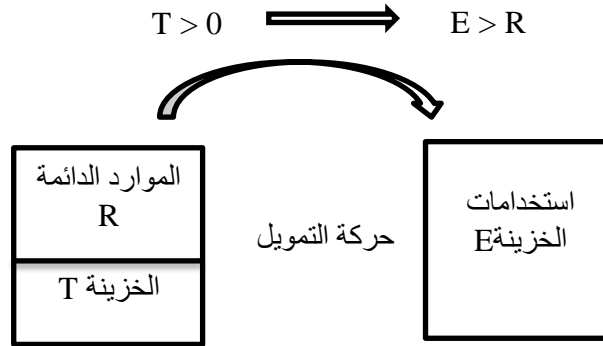 T > 0 E > R
الموارد الدائمة
R
الخزينة T
حركة التمويل
استخدامات
الخزينةE